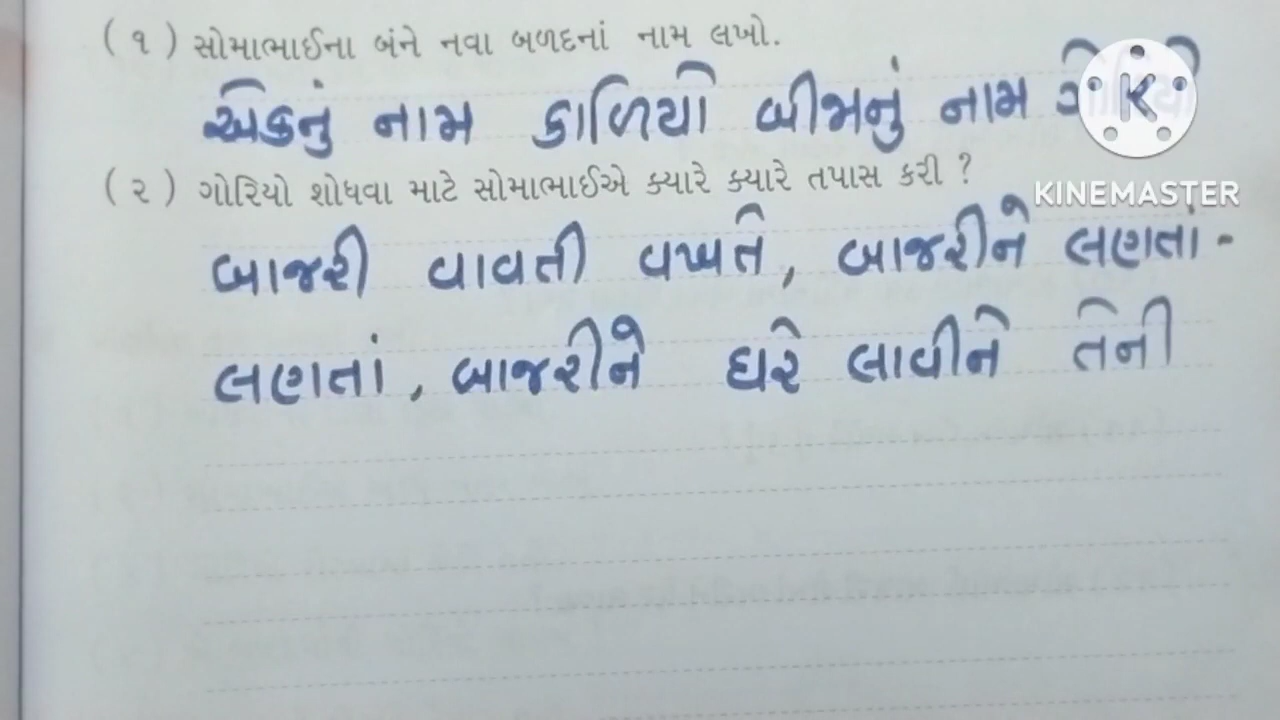 (૧) સોમાભાઈના બંને નવા બળદનાં નામ લખો.
એકનું નામ કાળિયો બીજાનું નામ
KINEMASTER
(૨) ગોરિયો શોધવા માટે સોમાભાઈએ ક્યારે ક્યારે તપાસ કરી ?
બાજરી વાવતી વખતે, બાજરીને લણતાં -
લણતાં, બાજરીને ઘરે લાવીને તેની